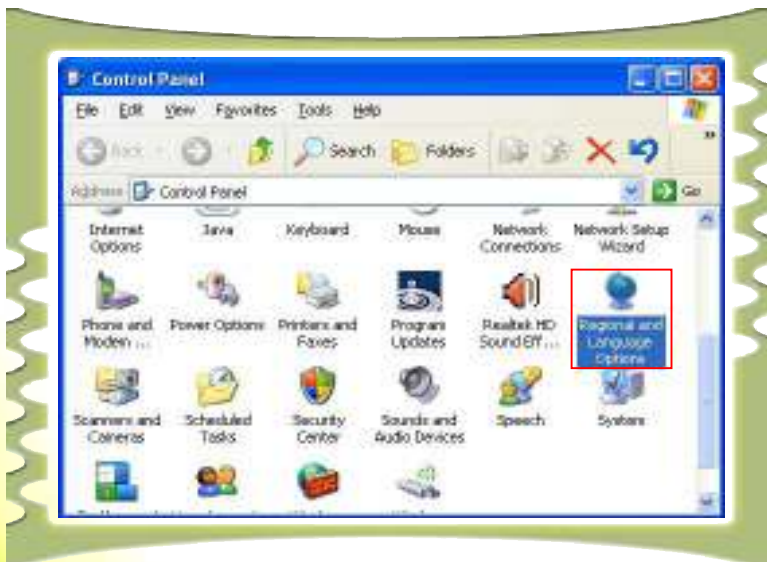 Control Panel
File Edit View Favorites Tools Help
Back Search Folders
Address Control Panel Go
Internet Options
Java
Keyboard
Mouse
Network Connections
Network Setup Wizard
Phone and Modem ...
Power Options
Printers and Faxes
Program Updates
Realtek HD Sound Eff ...
Regional and Language Options
Scanners and Cameras
Scheduled Tasks
Security Center
Sounds and Audio Devices
Speech
System